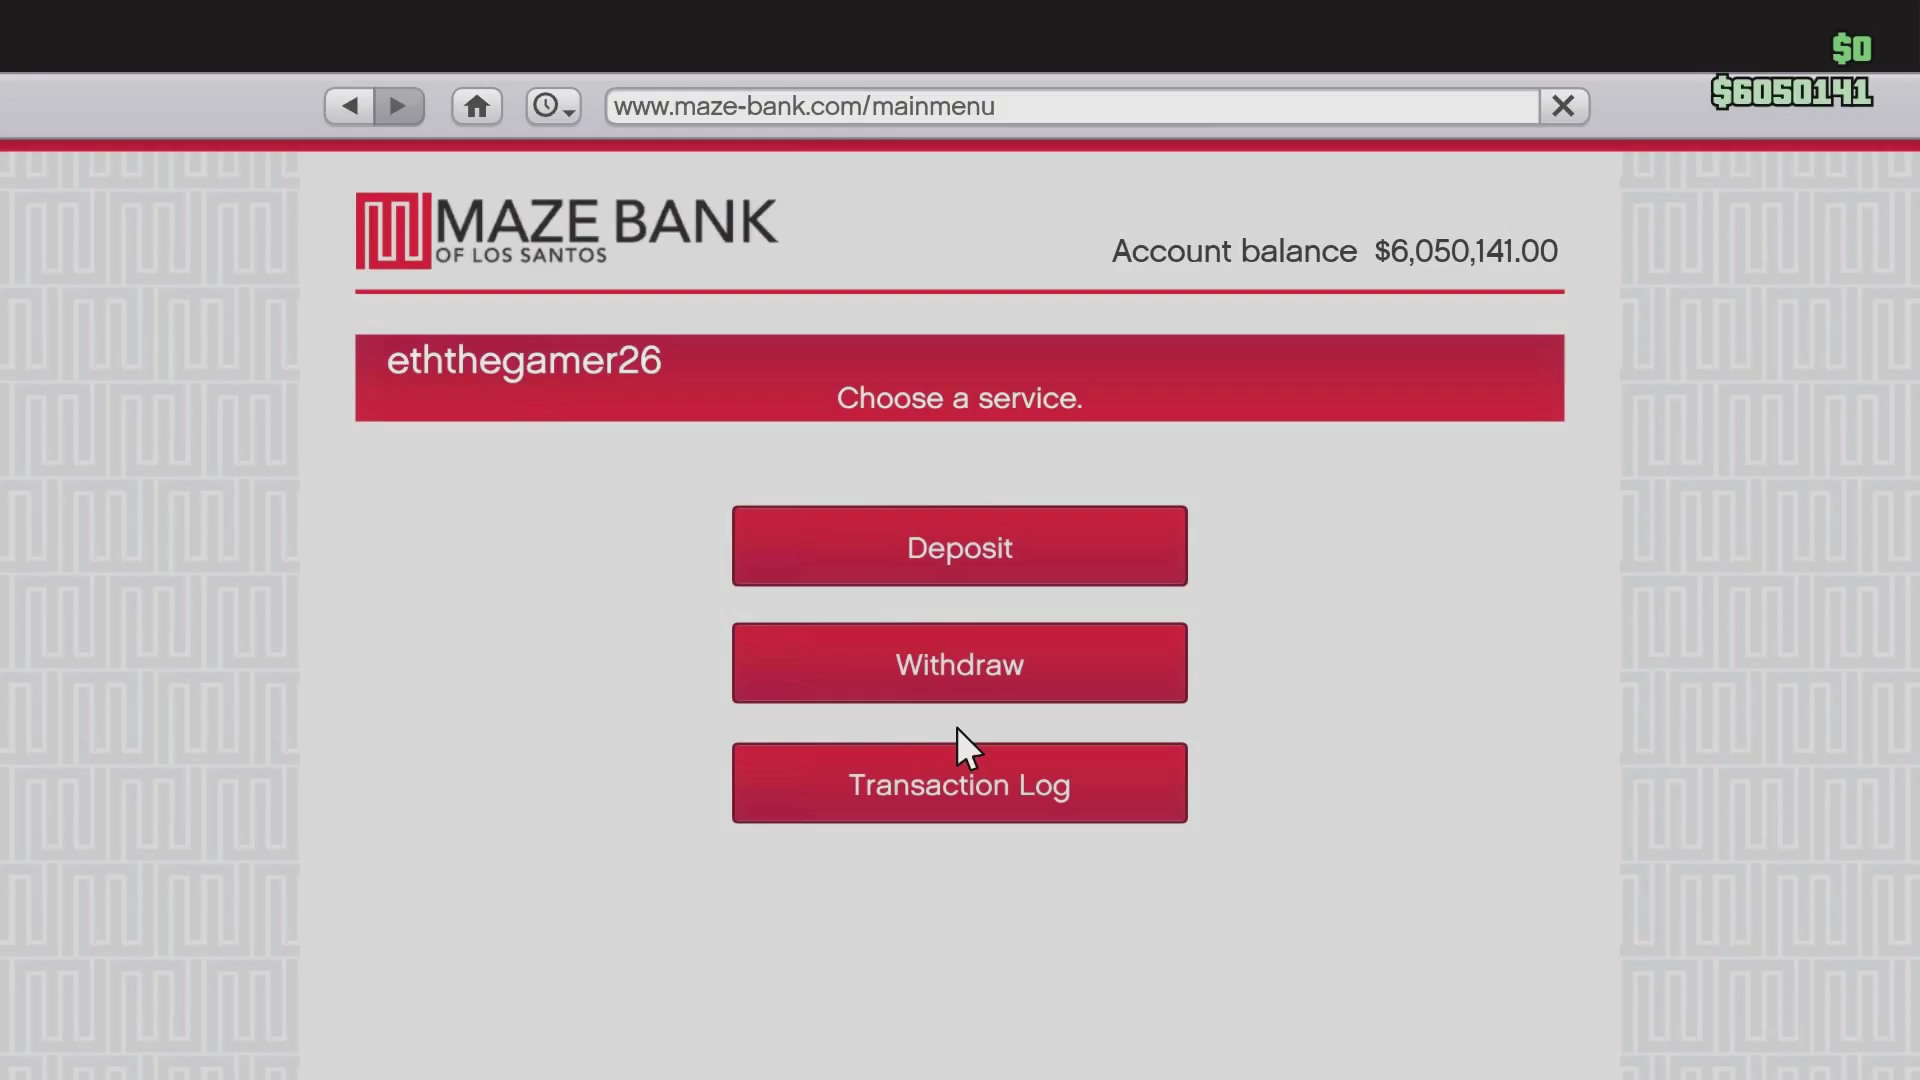 $0
$6050141
www.maze-bank.com/mainmenu
MAZE BANK
OF LOS SANTOS
Account balance $6,050,141.00
eththegamer26
Choose a service.
Deposit
Withdraw
Transaction Log